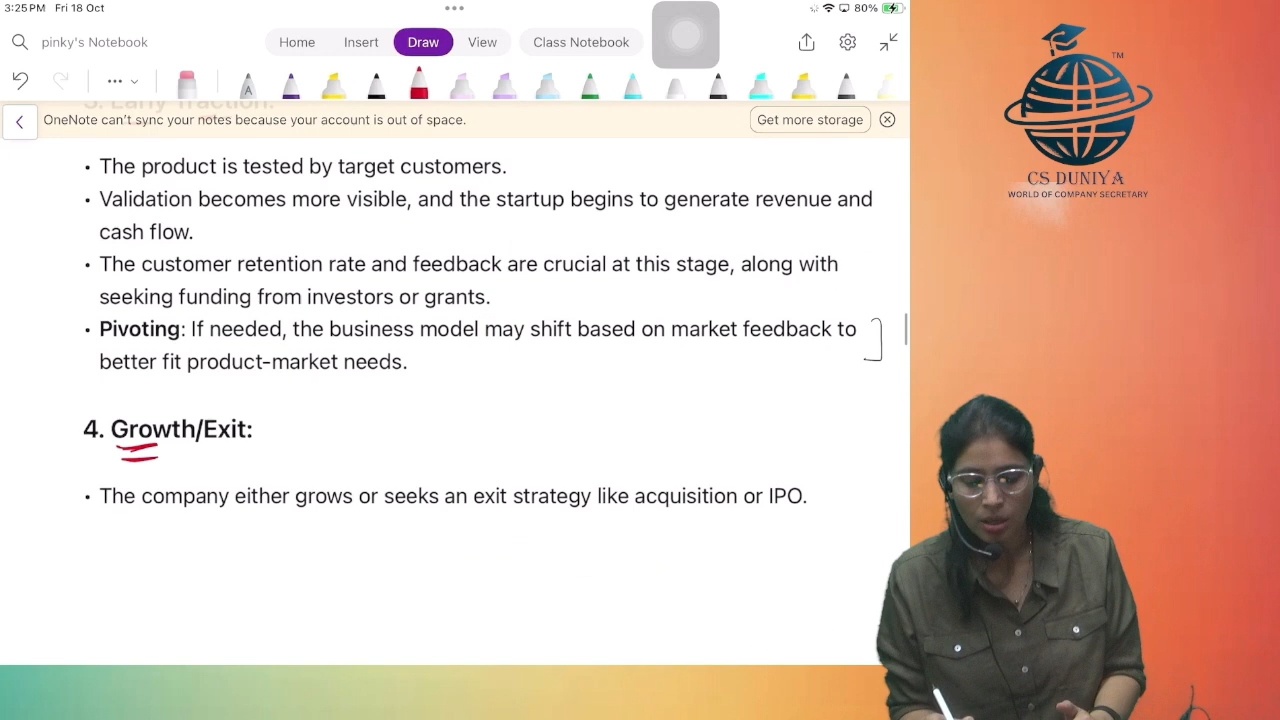 3:25 PM Fri 18 Oct
80%
pinky's Notebook
Home Insert Draw View Class Notebook
A
3. Early Traction:
OneNote can't sync your notes because your account is out of space.
Get more storage
• The product is tested by target customers.
• Validation becomes more visible, and the startup begins to generate revenue and
cash flow.
• The customer retention rate and feedback are crucial at this stage, along with
seeking funding from investors or grants.
• Pivoting: If needed, the business model may shift based on market feedback to
better fit product-market needs.
4. Growth/Exit:
• The company either grows or seeks an exit strategy like acquisition or IPO.
TM
CS DUNIYA
WORLD OF COMPANY SECRETARY